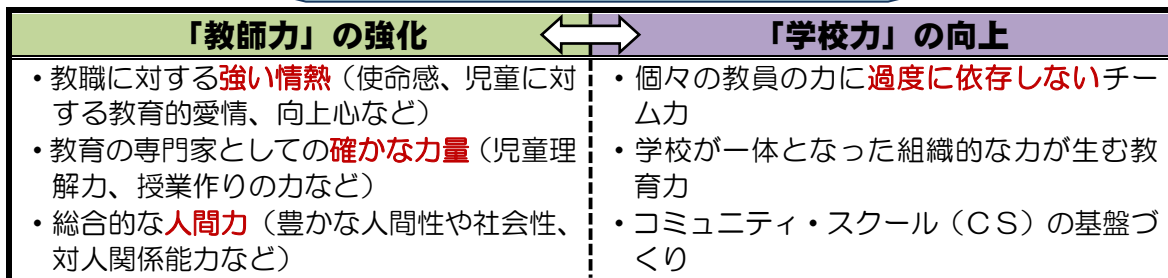 「教師力」の強化
・教職に対する強い情熱（使命感、児童に対
する教育的愛情、向上心など）
・教育の専門家としての確かな力量（児童理
解力、授業作りの力など）
・総合的な人間力（豊かな人間性や社会性、
対人関係能力など）
「学校力」の向上
・個々の教員の力に過度に依存しないチー
ム力
・学校が一体となった組織的な力が生む教
育力
・コミュニティ・スクール（ＣＳ）の基盤づ
くり